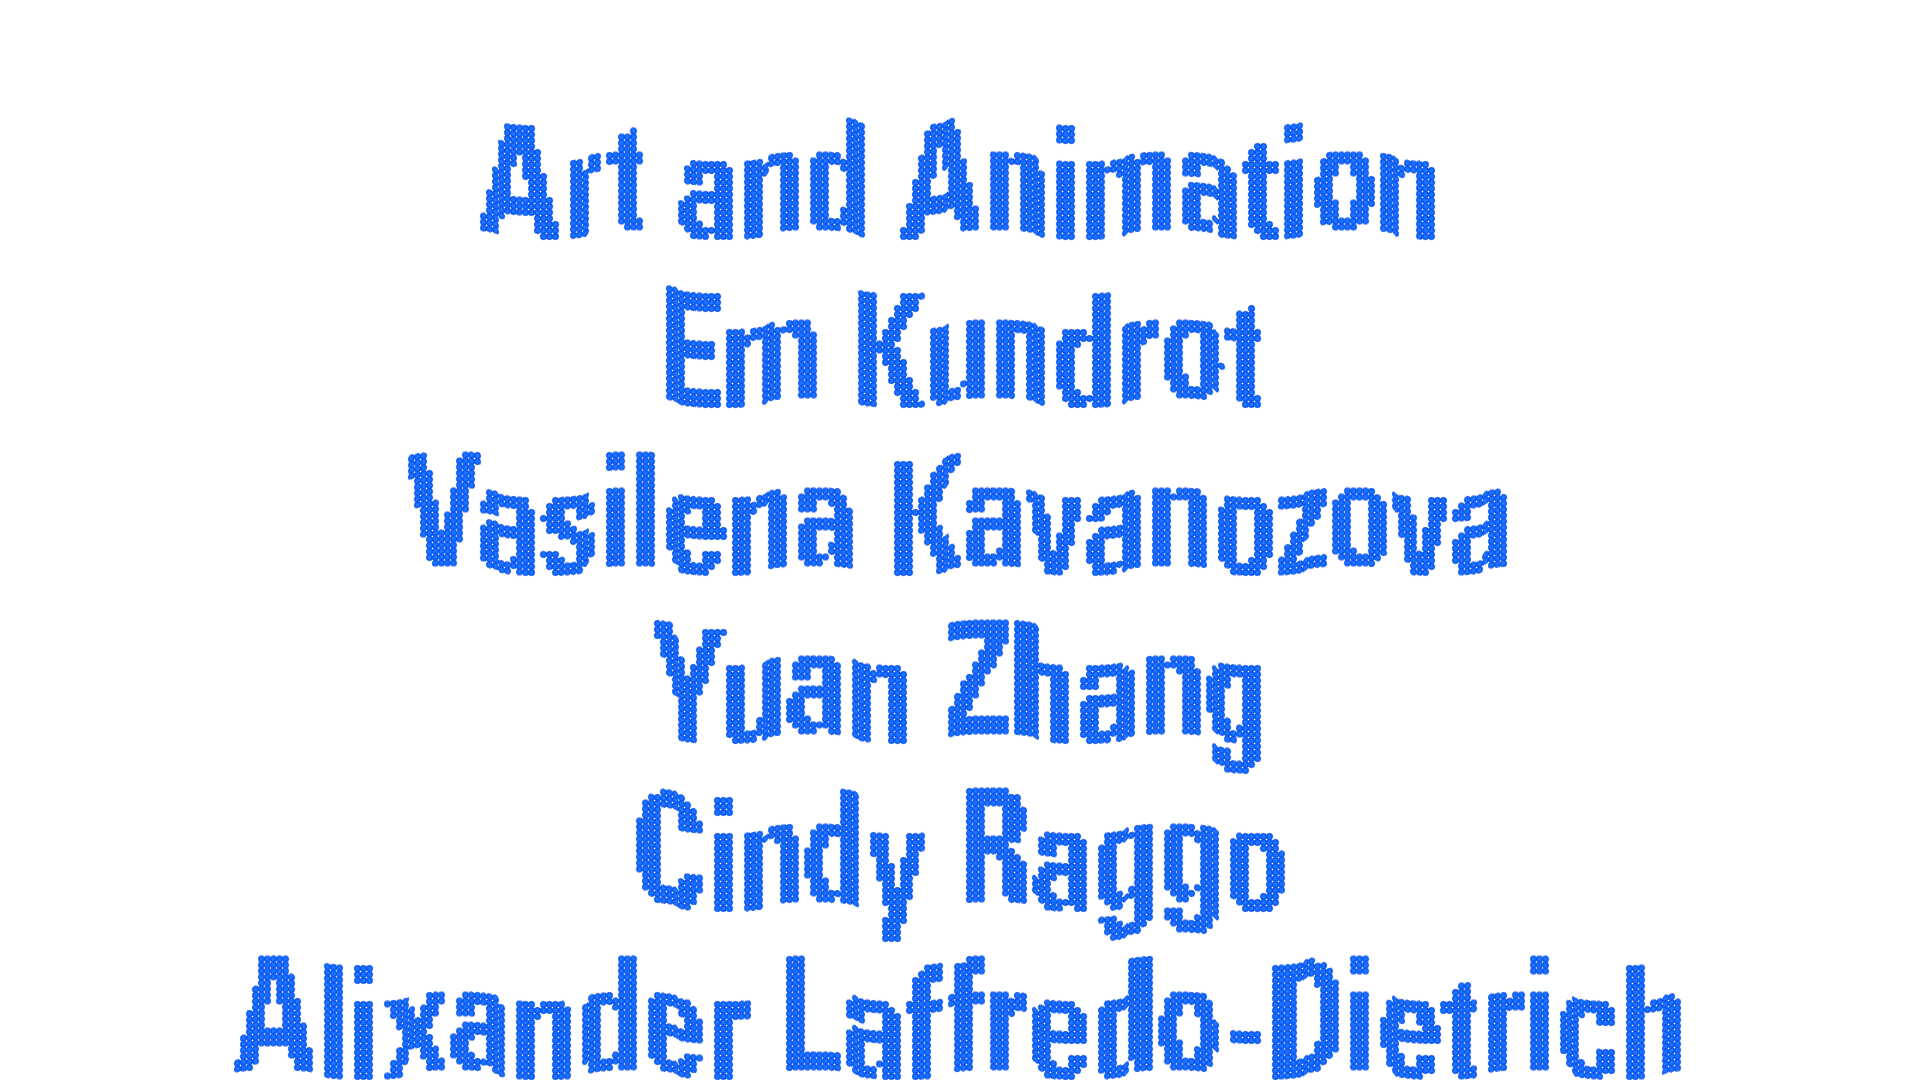 Art and Animation
Em Kundrot
Vasilena Kavanozova
Yuan Zhang
Cindy Raggo
Alixander Laffredo-Dietrich